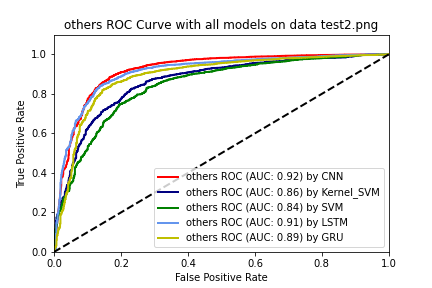 others ROC Curve with all models on data test2.png
True Positive Rate
1.0
0.8
0.6
0.4
0.2
0.0
others ROC (AUC: 0.92) by CNN
others ROC (AUC: 0.86) by Kernel_SVM
others ROC (AUC: 0.84) by SVM
others ROC (AUC: 0.91) by LSTM
others ROC (AUC: 0.89) by GRU
0.0 0.2 0.4 0.6 0.8 1.0
False Positive Rate